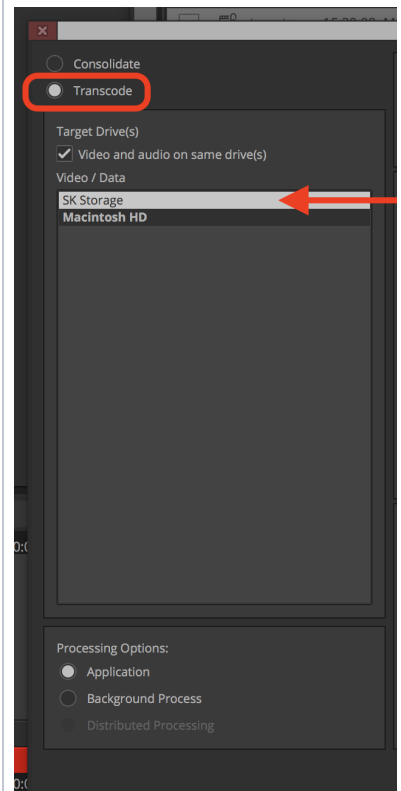 Consolidate
Transcode
Target Drive(s)
Video and audio on same drive(s)
Video / Data
SK Storage
Macintosh HD
Processing Options:
Application
Background Process
Distributed Processing